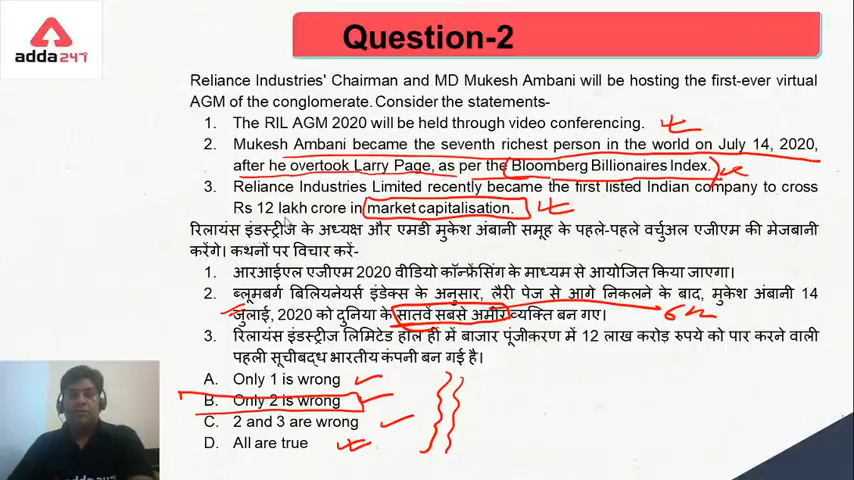 adda247
Question-2
Reliance Industries' Chairman and MD Mukesh Ambani will be hosting the first-ever virtual
AGM of the conglomerate. Consider the statements-
1. The RIL AGM 2020 will be held through video conferencing.
2. Mukesh Ambani became the seventh richest person in the world on July 14, 2020,
after he overtook Larry Page, as per the Bloomberg Billionaires Index.
3. Reliance Industries Limited recently became the first listed Indian company to cross
Rs 12 lakh crore in market capitalisation.
रिलायंस इंडस्ट्रीज के अध्यक्ष और एमडी मुकेश अंबानी समूह के पहले-पहले वर्चुअल एजीएम की मेजबानी
करेंगे। कथनों पर विचार करें-
1. आरआईएल एजीएम 2020 वीडियो कॉन्फ्रेंसिंग के माध्यम से आयोजित किया जाएगा।
2. ब्लूमबर्ग बिलियनेयर्स इंडेक्स के अनुसार, लैरी पेज से आगे निकलने के बाद, मुकेश अंबानी 14
जुलाई, 2020 को दुनिया के सातवें सबसे अमीर व्यक्ति बन गए। 6th
3. रिलायंस इंडस्ट्रीज लिमिटेड हाल ही में बाजार पूंजीकरण में 12 लाख करोड़ रुपये को पार करने वाली
पहली सूचीबद्ध भारतीय कंपनी बन गई है।
A. Only 1 is wrong
B. Only 2 is wrong
C. 2 and 3 are wrong
D. All are true
adda247